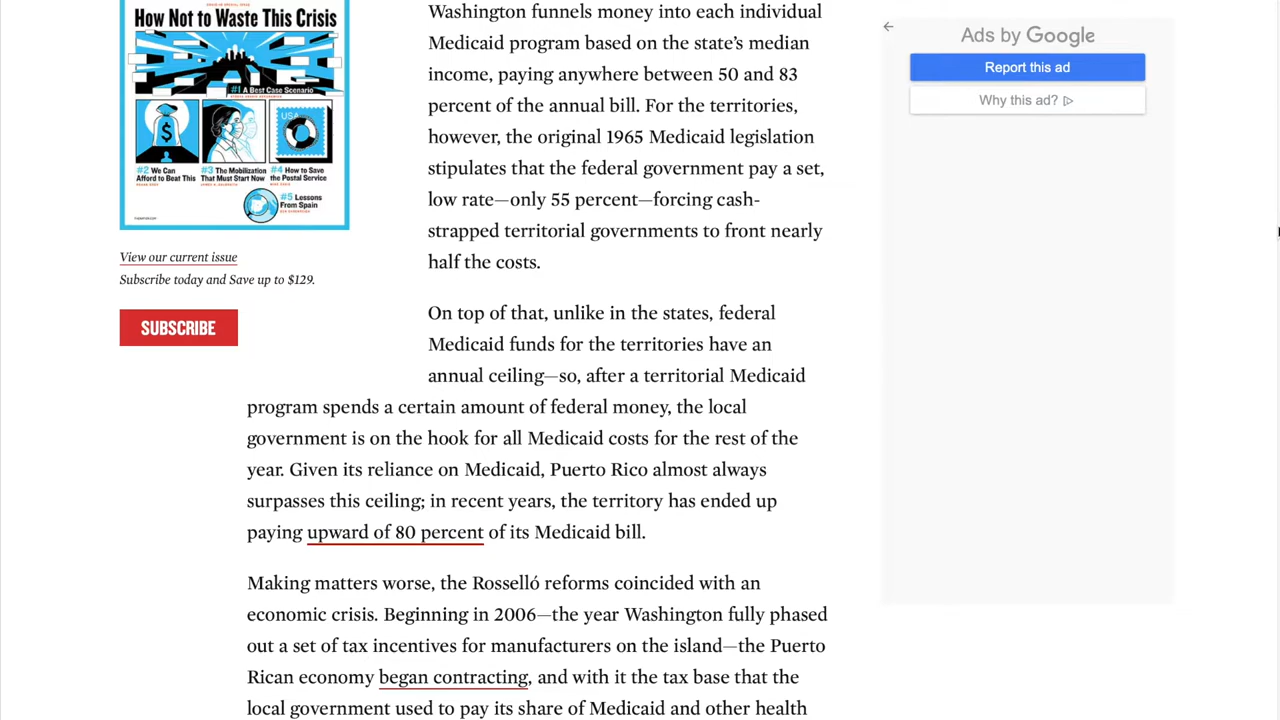 How Not to Waste This Crisis
#1 A Best Case Scenario
USA
$
#2 We Can
Afford to Beat This
#3 The Mobilization
That Must Start Now
#4 How to Save
the Postal Service
#5 Lessons
From Spain
View our current issue
Subscribe today and Save up to $129.
SUBSCRIBE
Washington funnels money into each individual
Medicaid program based on the state’s median
income, paying anywhere between 50 and 83
percent of the annual bill. For the territories,
however, the original 1965 Medicaid legislation
stipulates that the federal government pay a set,
low rate—only 55 percent—forcing cash-
strapped territorial governments to front nearly
half the costs.
On top of that, unlike in the states, federal
Medicaid funds for the territories have an
annual ceiling—so, after a territorial Medicaid
program spends a certain amount of federal money, the local
government is on the hook for all Medicaid costs for the rest of the
year. Given its reliance on Medicaid, Puerto Rico almost always
surpasses this ceiling; in recent years, the territory has ended up
paying upward of 80 percent of its Medicaid bill.
Making matters worse, the Rosselló reforms coincided with an
economic crisis. Beginning in 2006—the year Washington fully phased
out a set of tax incentives for manufacturers on the island—the Puerto
Rican economy began contracting, and with it the tax base that the
local government used to pay its share of Medicaid and other health
Ads by Google
Report this ad
Why this ad?